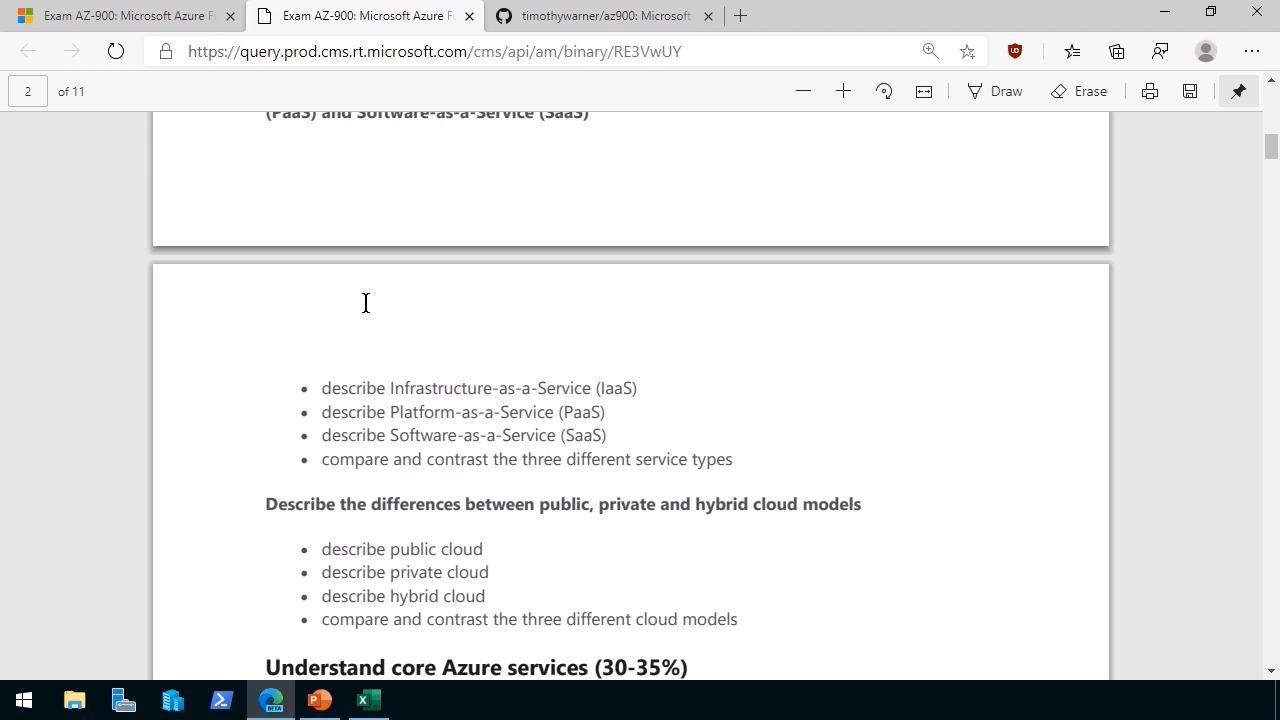 Exam AZ-900: Microsoft Azure Fu
Exam AZ-900: Microsoft Azure Fu
timothywarner/az900: Microsoft
https://query.prod.cms.rt.microsoft.com/cms/api/am/binary/RE3VwUY
2 of 11
Draw
Erase
(PaaS) and Software-as-a-Service (SaaS)
• describe Infrastructure-as-a-Service (IaaS)
• describe Platform-as-a-Service (PaaS)
• describe Software-as-a-Service (SaaS)
• compare and contrast the three different service types
Describe the differences between public, private and hybrid cloud models
• describe public cloud
• describe private cloud
• describe hybrid cloud
• compare and contrast the three different cloud models
Understand core Azure services (30-35%)
BETA